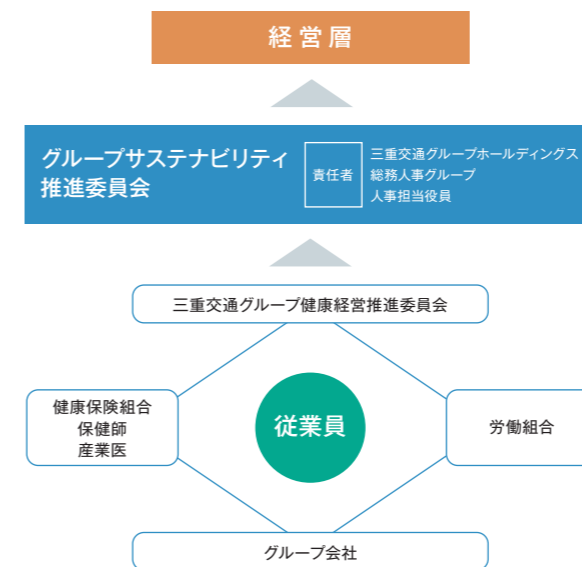 経営層
グループサステナビリティ
推進委員会
責任者
三重交通グループホールディングス
総務人事グループ
人事担当役員
三重交通グループ健康経営推進委員会
健康保険組合
保健師
産業医
従業員
労働組合
グループ会社